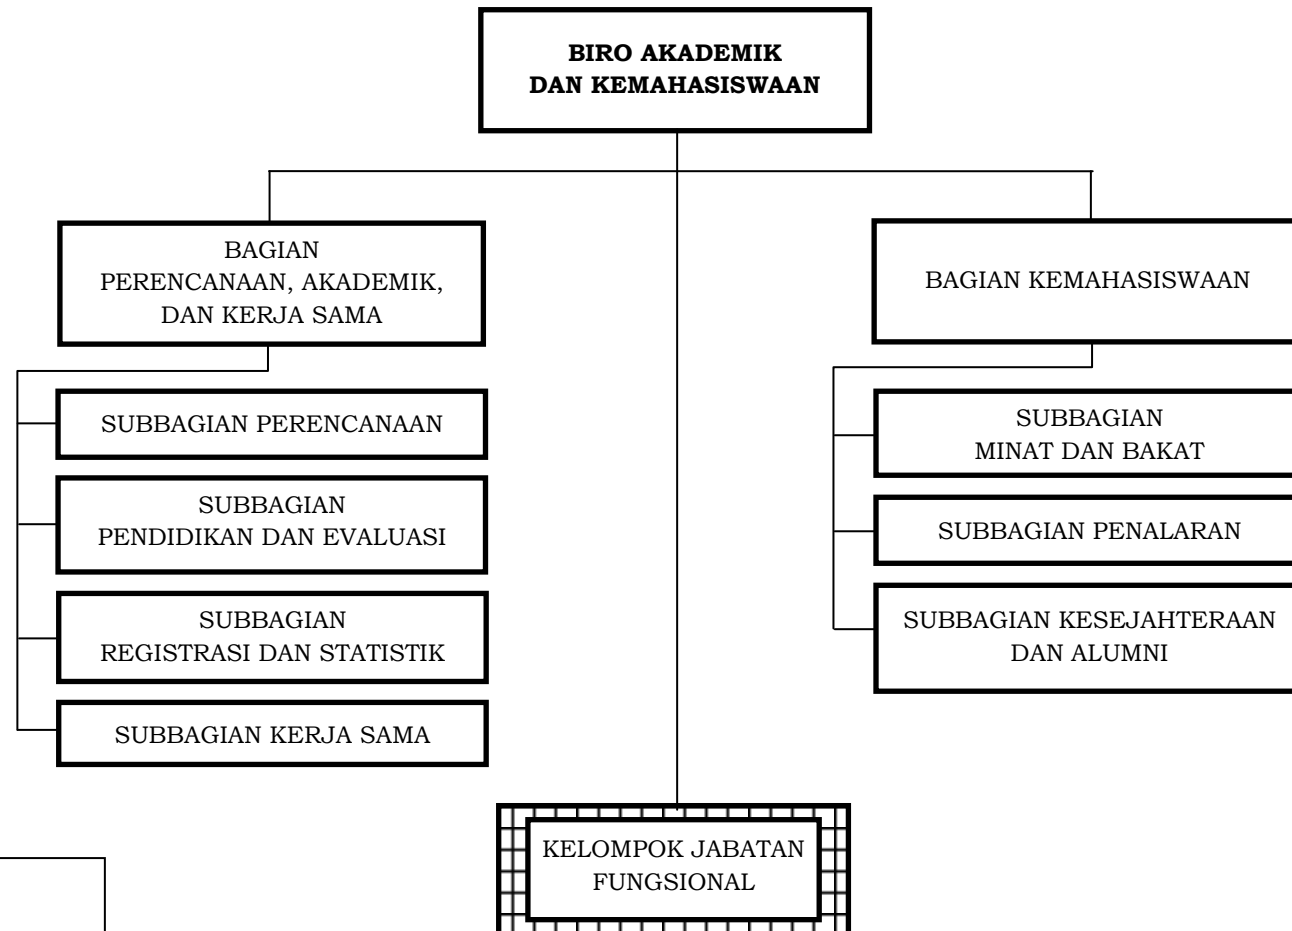 BIRO AKADEMIK
DAN KEMAHASISWAAN
BAGIAN
PERENCANAAN, AKADEMIK,
DAN KERJA SAMA
SUBBAGIAN PERENCANAAN
SUBBAGIAN
PENDIDIKAN DAN EVALUASI
SUBBAGIAN
REGISTRASI DAN STATISTIK
SUBBAGIAN KERJA SAMA
BAGIAN KEMAHASISWAAN
SUBBAGIAN
MINAT DAN BAKAT
SUBBAGIAN PENALARAN
SUBBAGIAN KESEJAHTERAAN
DAN ALUMNI
KELOMPOK JABATAN
FUNGSIONAL